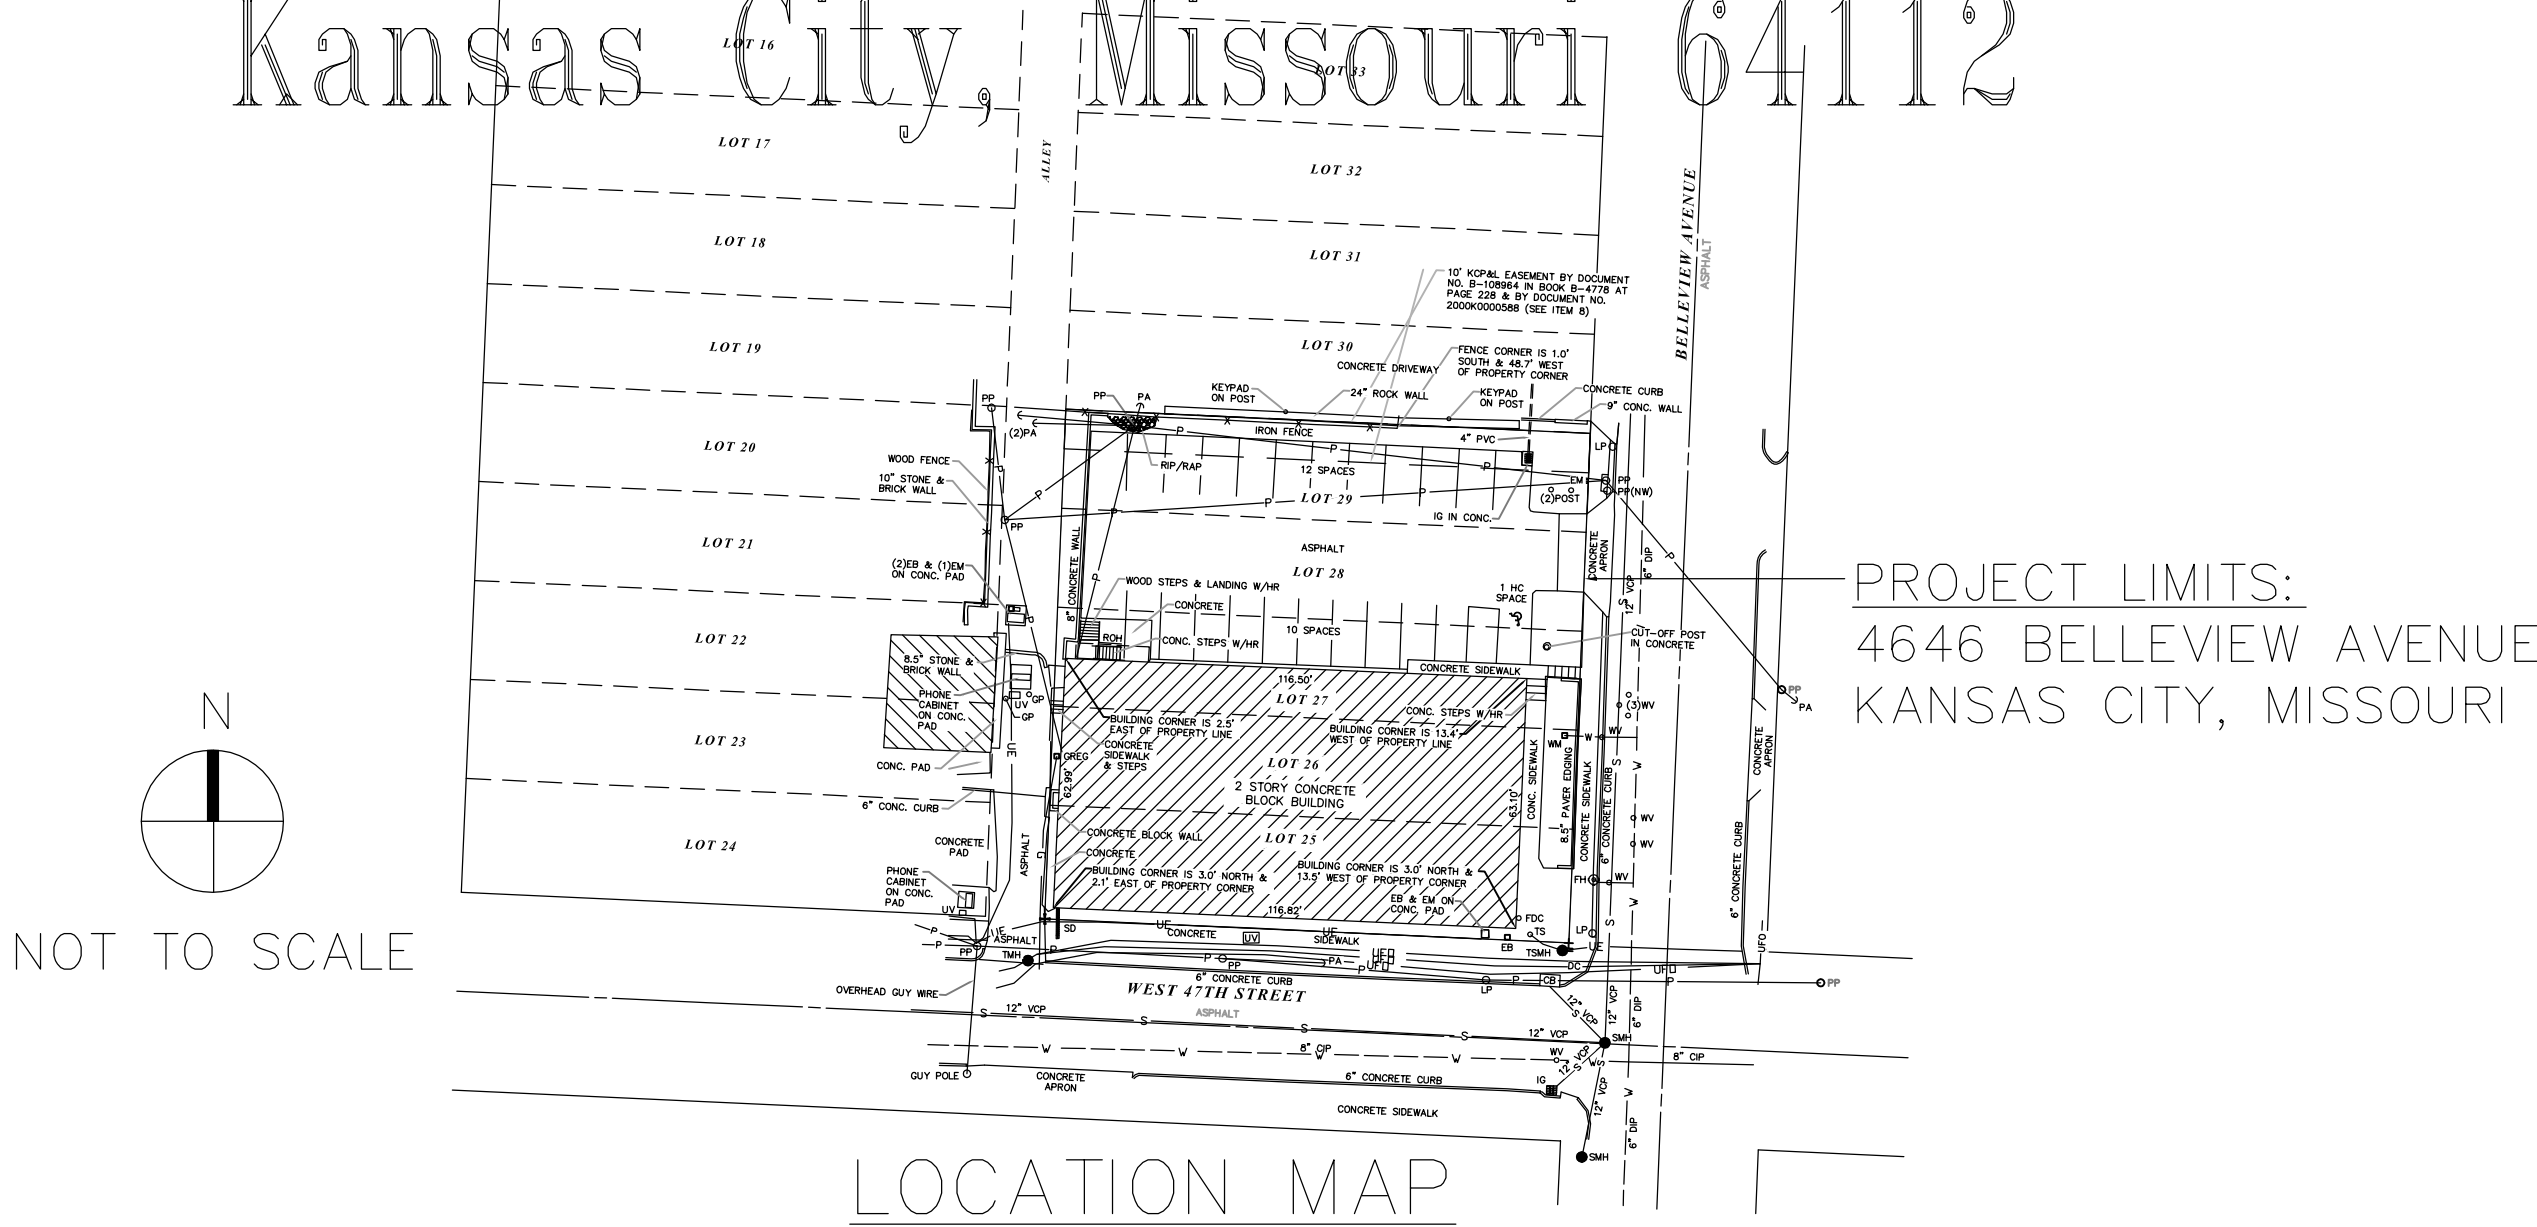 Kansas City, Missouri 64112
LOT 16
LOT 33
LOT 17
ALLEY
LOT 32
BELLEVIEW AVENUE
ASPHALT
LOT 18
LOT 31
10' KCP&L EASEMENT BY DOCUMENT
NO. B-108964 IN BOOK B-4778 AT
PAGE 228 & BY DOCUMENT NO.
2000K0000588 (SEE ITEM 8)
LOT 19
LOT 30
CONCRETE DRIVEWAY
FENCE CORNER IS 1.0'
SOUTH & 48.7' WEST
OF PROPERTY CORNER
KEYPAD
ON POST
24" ROCK WALL
KEYPAD
ON POST
CONCRETE CURB
9" CONC. WALL
PP
PP
PA
(2)PA
P
IRON FENCE
4" PVC
LP
LOT 20
WOOD FENCE
10" STONE &
BRICK WALL
RIP/RAP
12 SPACES
LOT 29
EM
PP
PP(NW)
(2)POST
IG IN CONC.
PP
LOT 21
8" CONCRETE WALL
ASPHALT
LOT 28
CONCRETE
APRON
6" DIP
12" VCP
(2)EB & (1)EM
ON CONC. PAD
WOOD STEPS & LANDING W/HR
CONCRETE
1 HC
SPACE
PROJECT LIMITS:
4646 BELLEVIEW AVENUE
KANSAS CITY, MISSOURI
LOT 22
ROH
CONC. STEPS W/HR
10 SPACES
CUT-OFF POST
IN CONCRETE
8.5" STONE &
BRICK WALL
CONCRETE SIDEWALK
116.50'
LOT 27
PHONE
CABINET
ON CONC.
PAD
UV
GP
GP
CONC. STEPS W/HR
(3)WV
PP
PA
N
BUILDING CORNER IS 2.5'
EAST OF PROPERTY LINE
BUILDING CORNER IS 13.4'
WEST OF PROPERTY LINE
LOT 23
UE
CONCRETE
SIDEWALK
& STEPS
GREG
WM
W
WV
CONC. PAD
62.99'
LOT 26
2 STORY CONCRETE
BLOCK BUILDING
63.10'
CONC. SIDEWALK
8.5" PAVER EDGING
CONCRETE SIDEWALK
6" CONCRETE CURB
CONCRETE
APRON
6" CONC. CURB
CONCRETE BLOCK WALL
LOT 25
WV
WV
LOT 24
CONCRETE
PAD
ASPHALT
G
CONCRETE
BUILDING CORNER IS 3.0' NORTH &
2.1' EAST OF PROPERTY CORNER
BUILDING CORNER IS 3.0' NORTH &
13.5' WEST OF PROPERTY CORNER
PHONE
CABINET
ON CONC.
PAD
UV
FH
WV
6" CONCRETE CURB
116.82'
EB & EM ON
CONC. PAD
FDC
NOT TO SCALE
UE
ASPHALT
SD
UE
CONCRETE
UV
UE
SIDEWALK
TS
EB
LP
UE
PP
TMH
TSMH
UFO
DC
PP
PA
6" CONCRETE CURB
LP
CB
PP
OVERHEAD GUY WIRE
WEST 47TH STREET
ASPHALT
12" VCP
12" VCP
12" VCP
12" VCP
6" DIP
SMH
8" CIP
WV
8" CIP
12" VCP
GUY POLE
CONCRETE
APRON
6" CONCRETE CURB
IG
CONCRETE SIDEWALK
12" VCP
6" DIP
SMH
LOCATION MAP